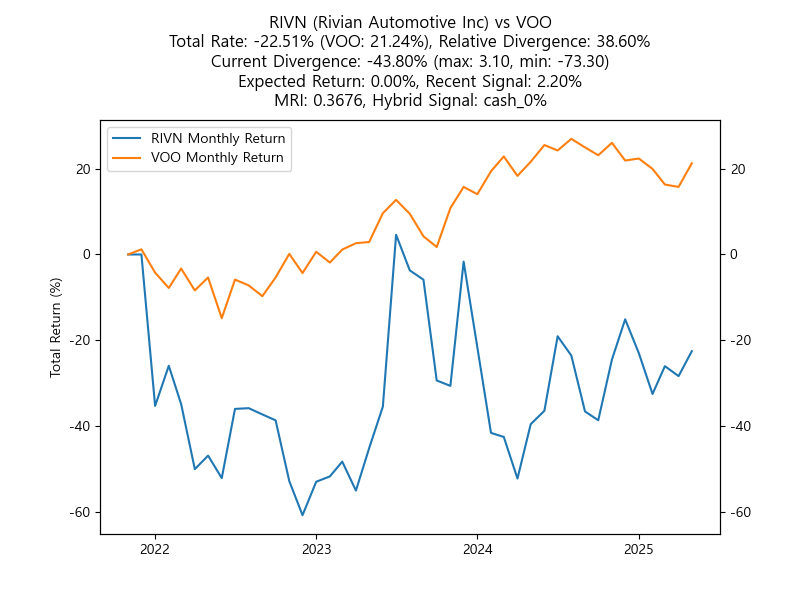 RIVN (Rivian Automotive Inc) vs VOO
Total Rate: -22.51% (VOO: 21.24%), Relative Divergence: 38.60%
Current Divergence: -43.80% (max: 3.10, min: -73.30)
Expected Return: 0.00%, Recent Signal: 2.20%
MRI: 0.3676, Hybrid Signal: cash_0%
RIVN Monthly Return
VOO Monthly Return
Total Return (%)
20
0
-20
-40
-60
20
0
-20
-40
-60
2022
2023
2024
2025